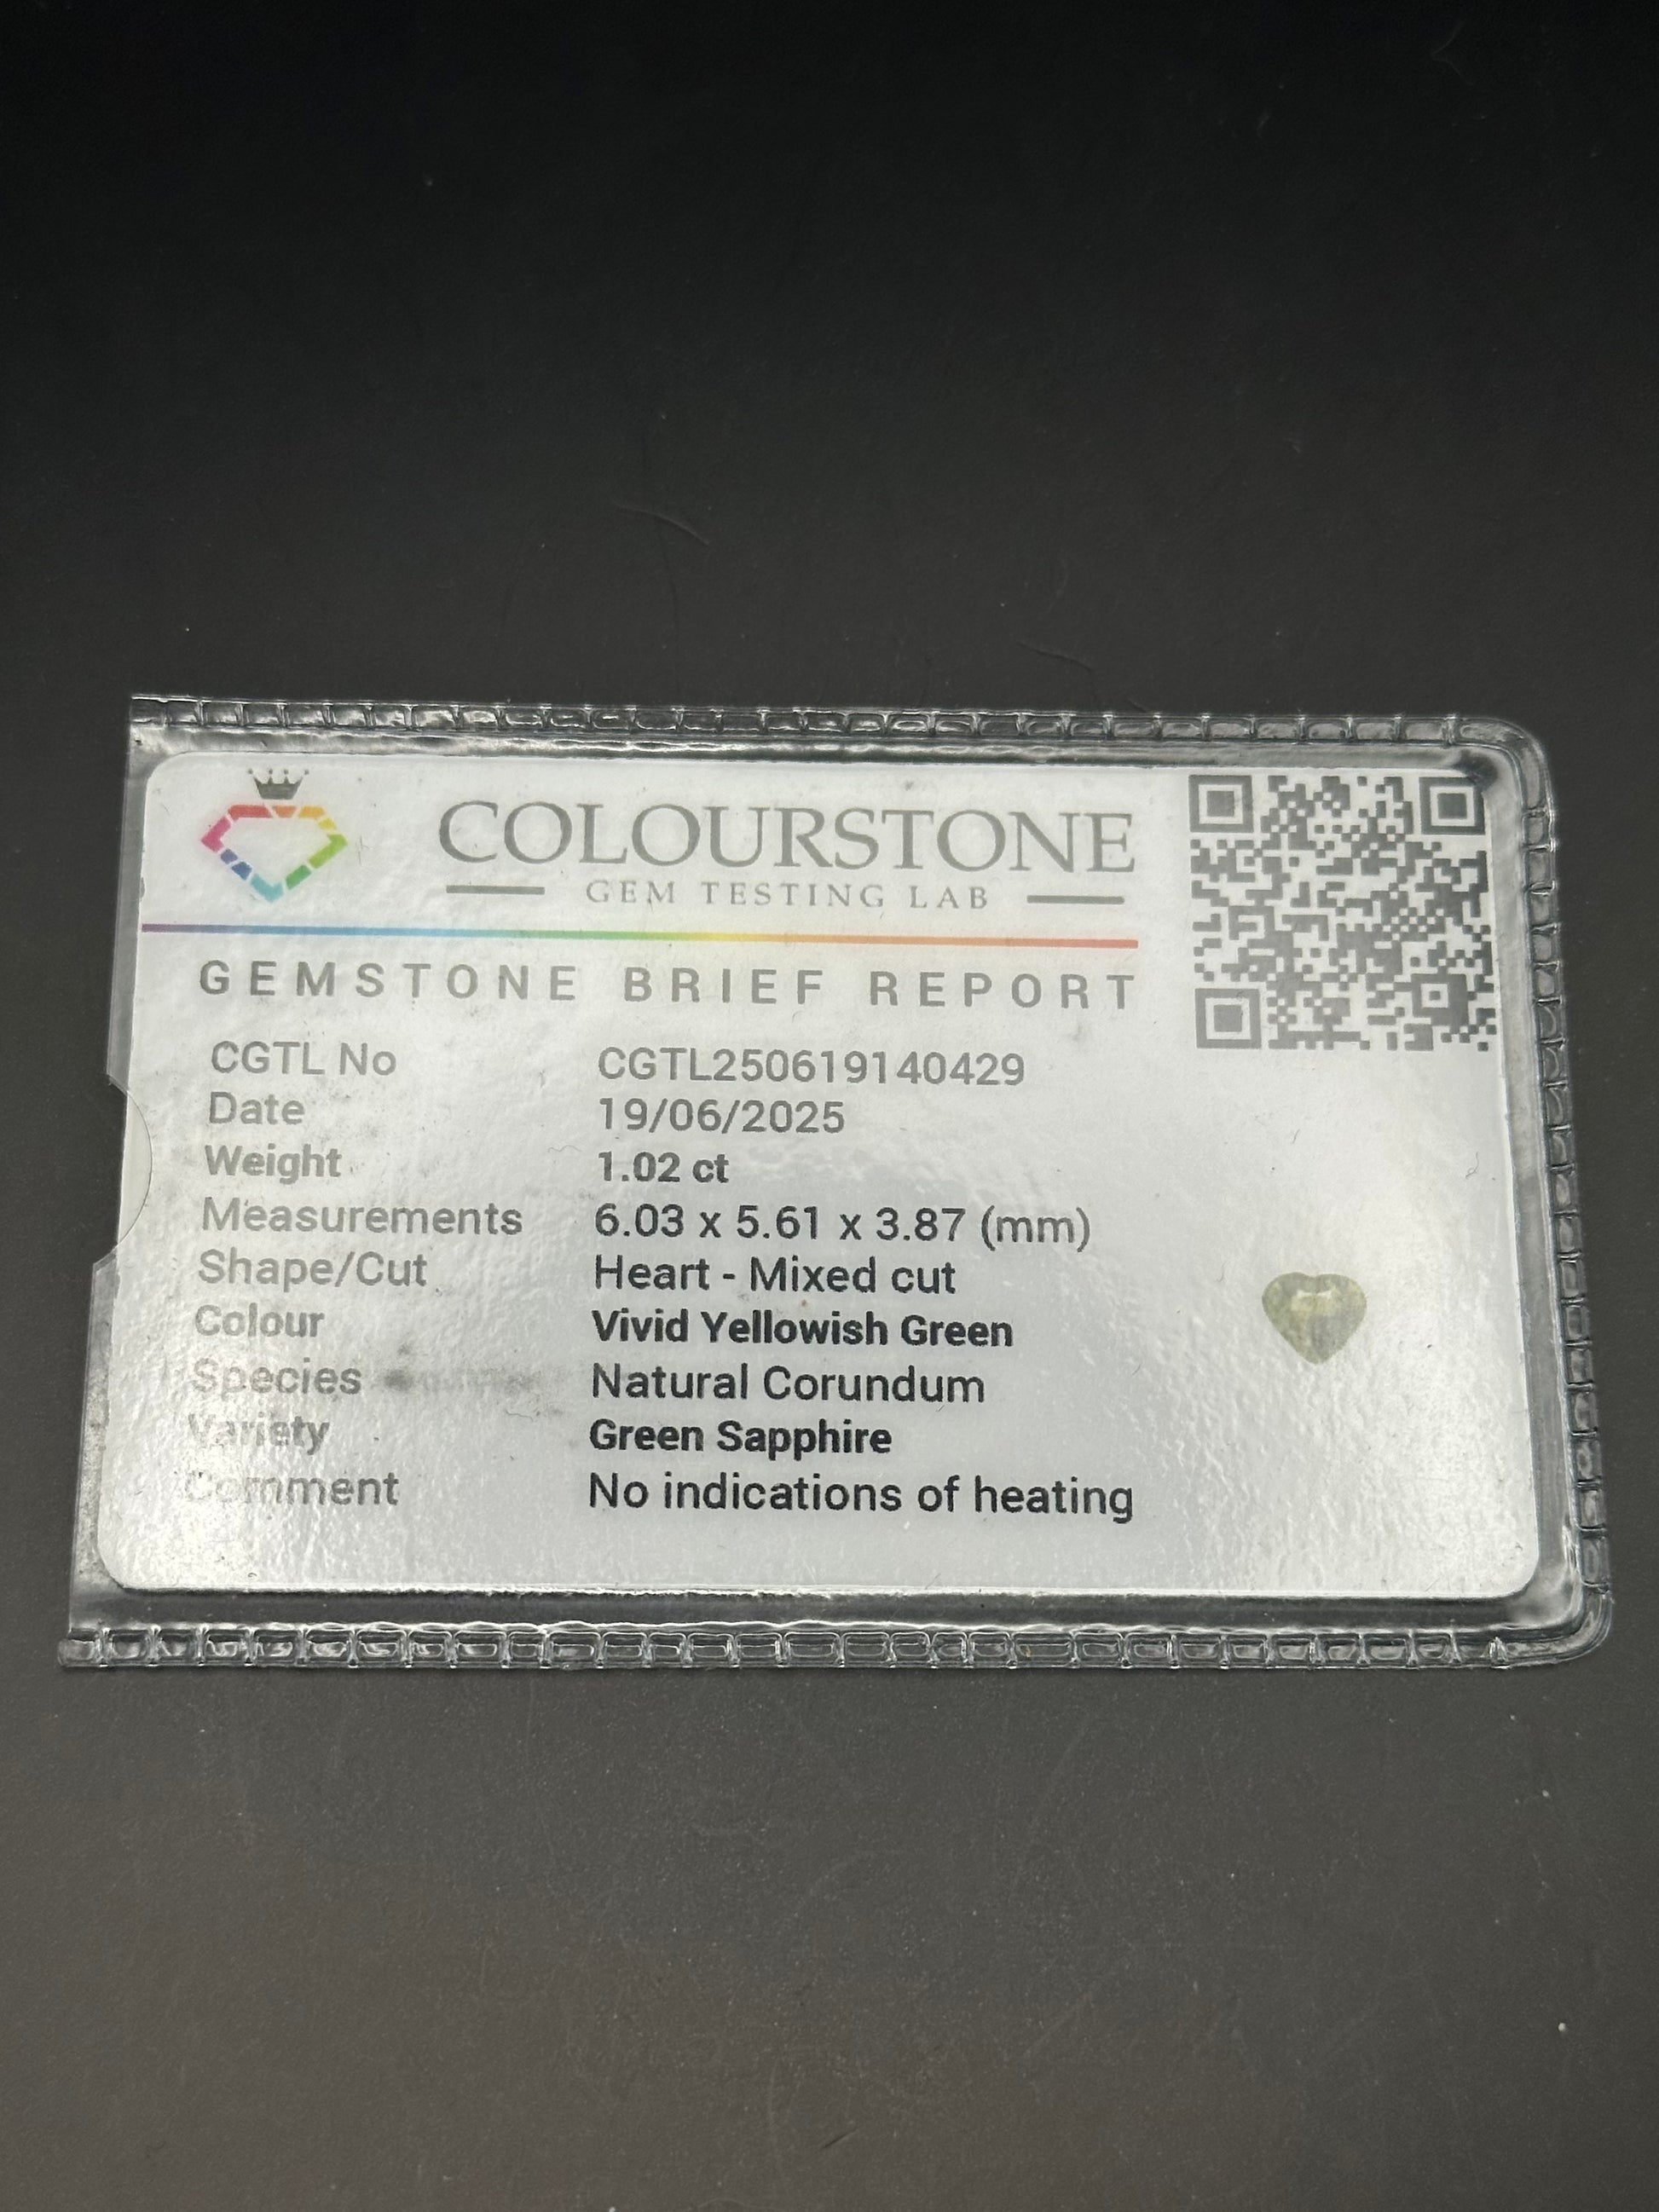 COLOURSTONE
GEM TESTING LAB
GEMSTONE BRIEF REPORT
CGTL No CGTL250619140429
Date 19/06/2025
Weight 1.02 ct
Measurements 6.03 x 5.61 x 3.87 (mm)
Shape/Cut Heart - Mixed cut
Colour Vivid Yellowish Green
Species Natural Corundum
Variety Green Sapphire
Comment No indications of heating